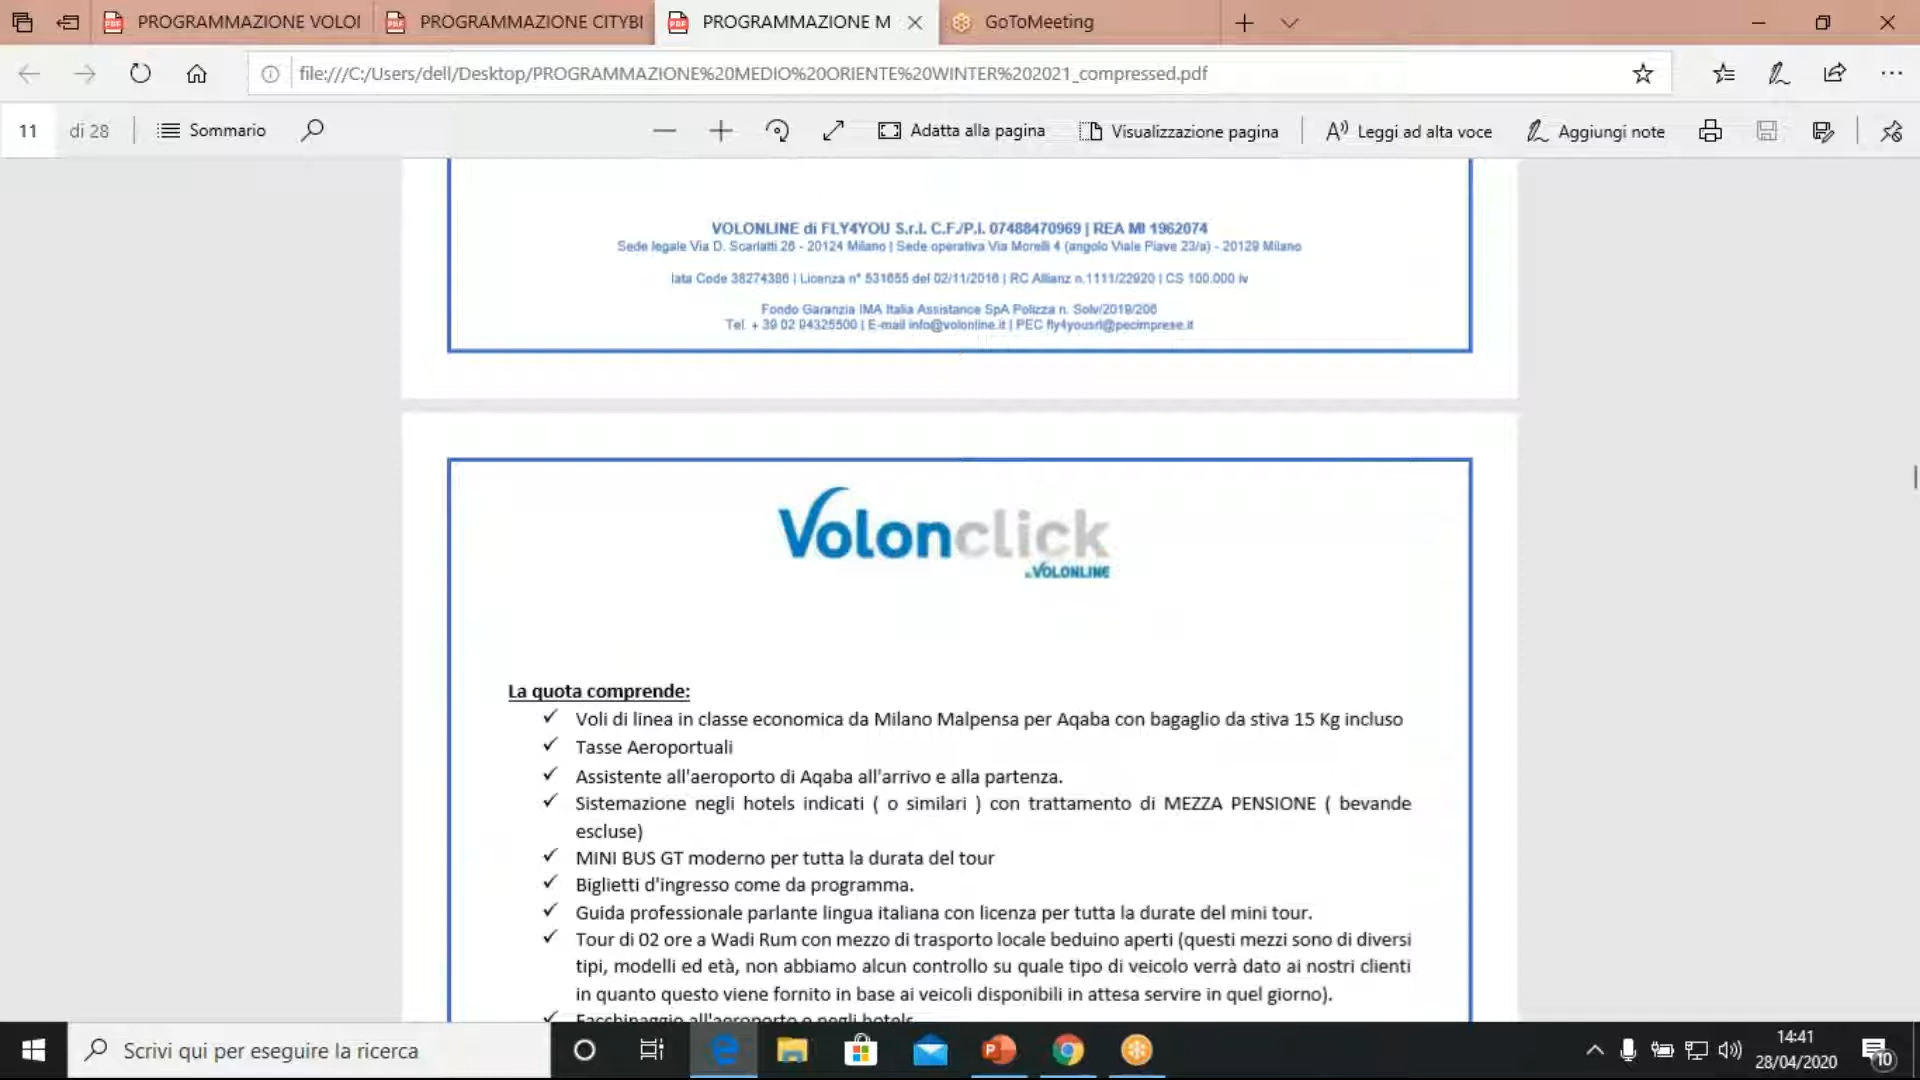 PROGRAMMAZIONE VOLOI
PROGRAMMAZIONE CITYBI
PROGRAMMAZIONE M
GoToMeeting
file:///C:/Users/dell/Desktop/PROGRAMMAZIONE%20MEDIO%20ORIENTE%20WINTER%202021_compressed.pdf
11 di 28
Sommario
Adatta alla pagina
Visualizzazione pagina
Leggi ad alta voce
Aggiungi note
VOLONLINE di FLY4YOU S.r.l. C.F./P.I. 07488470969 | REA MI 1962074
Sede legale Via D. Scarlatti 26 - 20124 Milano | Sede operativa Via Morelli 4 (angolo Viale Piave 23/a) - 20129 Milano
Iata Code 38274386 | Licenza n° 531655 del 02/11/2016 | RC Allianz n.1111/22920 | CS 100.000 iv
Fondo Garanzia IMA Italia Assistance SpA Polizza n. Solv/2019/206
Tel. + 39 02 94325500 | E-mail info@volonline.it | PEC fly4yousrl@pecimprese.it
Volonclick
VOLONLINE
La quota comprende:
✓ Voli di linea in classe economica da Milano Malpensa per Aqaba con bagaglio da stiva 15 Kg incluso
✓ Tasse Aeroportuali
✓ Assistente all'aeroporto di Aqaba all'arrivo e alla partenza.
✓ Sistemazione negli hotels indicati ( o similari ) con trattamento di MEZZA PENSIONE ( bevande
escluse)
✓ MINI BUS GT moderno per tutta la durata del tour
✓ Biglietti d'ingresso come da programma.
✓ Guida professionale parlante lingua italiana con licenza per tutta la durate del mini tour.
✓ Tour di 02 ore a Wadi Rum con mezzo di trasporto locale beduino aperti (questi mezzi sono di diversi
tipi, modelli ed età, non abbiamo alcun controllo su quale tipo di veicolo verrà dato ai nostri clienti
in quanto questo viene fornito in base ai veicoli disponibili in attesa servire in quel giorno).
✓ Facchinaggio all'aeroporto e negli hotels
Scrivi qui per eseguire la ricerca
14:41
28/04/2020
10